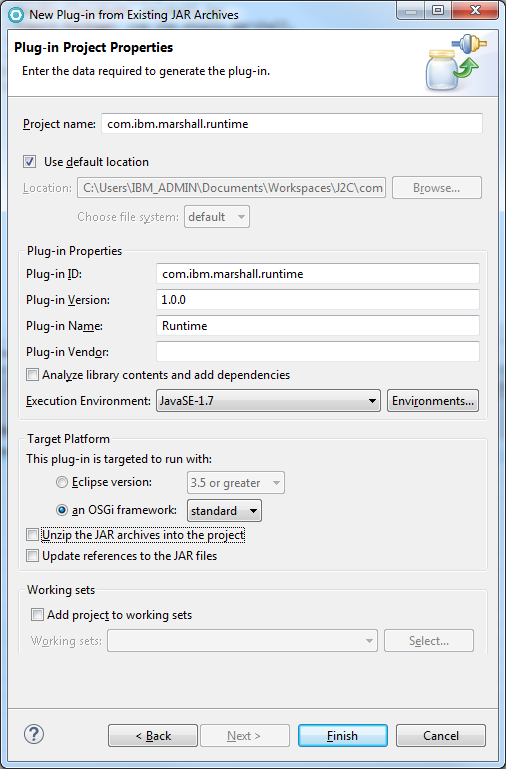 New Plug-in from Existing JAR Archives
Plug-in Project Properties
Enter the data required to generate the plug-in.
Project name: com.ibm.marshall.runtime
Use default location
Location: C:\Users\IBM_ADMIN\Documents\Workspaces\J2C\com Browse...
Choose file system: default
Plug-in Properties
Plug-in ID: com.ibm.marshall.runtime
Plug-in Version: 1.0.0
Plug-in Name: Runtime
Plug-in Vendor:
Analyze library contents and add dependencies
Execution Environment: JavaSE-1.7 Environments...
Target Platform
This plug-in is targeted to run with:
Eclipse version: 3.5 or greater
an OSGi framework: standard
Unzip the JAR archives into the project
Update references to the JAR files
Working sets
Add project to working sets
Working sets: Select...
? < Back Next > Finish Cancel